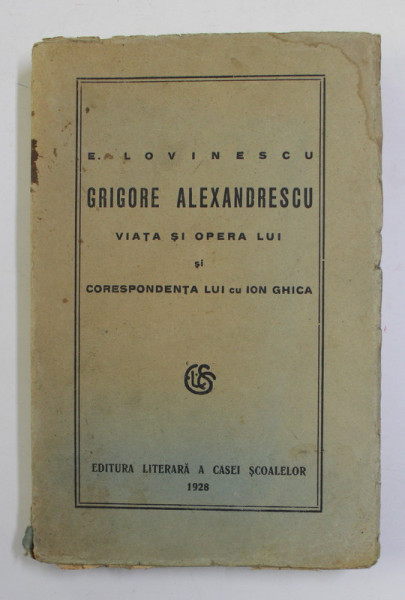 E. LOVINESCU
GRIGORE ALEXANDRESCU
VIAȚA ȘI OPERA LUI
și
CORESPONDENȚA LUI cu ION GHICA
EDITURA LITERARĂ A CASEI ȘCOALELOR
1928